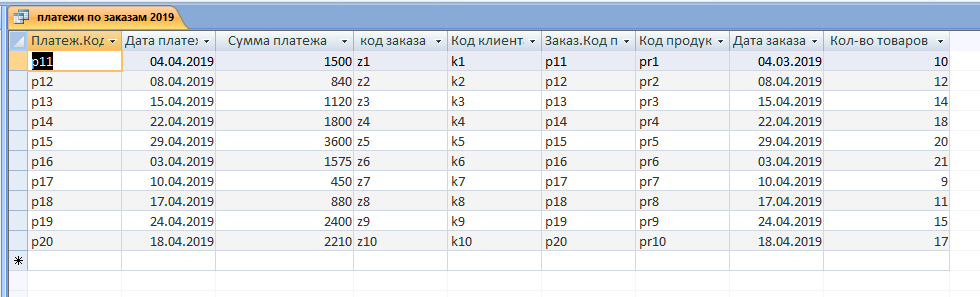 платежи по заказам 2019
Платеж.Код Дата платеж Сумма платежа код заказа Код клиент Заказ.Код п Код продук Дата заказа Кол-во товаров
p11 04.04.2019 1500 z1 k1 p11 pr1 04.03.2019 10
p12 08.04.2019 840 z2 k2 p12 pr2 08.04.2019 12
p13 15.04.2019 1120 z3 k3 p13 pr3 15.04.2019 14
p14 22.04.2019 1800 z4 k4 p14 pr4 22.04.2019 18
p15 29.04.2019 3600 z5 k5 p15 pr5 29.04.2019 20
p16 03.04.2019 1575 z6 k6 p16 pr6 03.04.2019 21
p17 10.04.2019 450 z7 k7 p17 pr7 10.04.2019 9
p18 17.04.2019 880 z8 k8 p18 pr8 17.04.2019 11
p19 24.04.2019 2400 z9 k9 p19 pr9 24.04.2019 15
p20 18.04.2019 2210 z10 k10 p20 pr10 18.04.2019 17